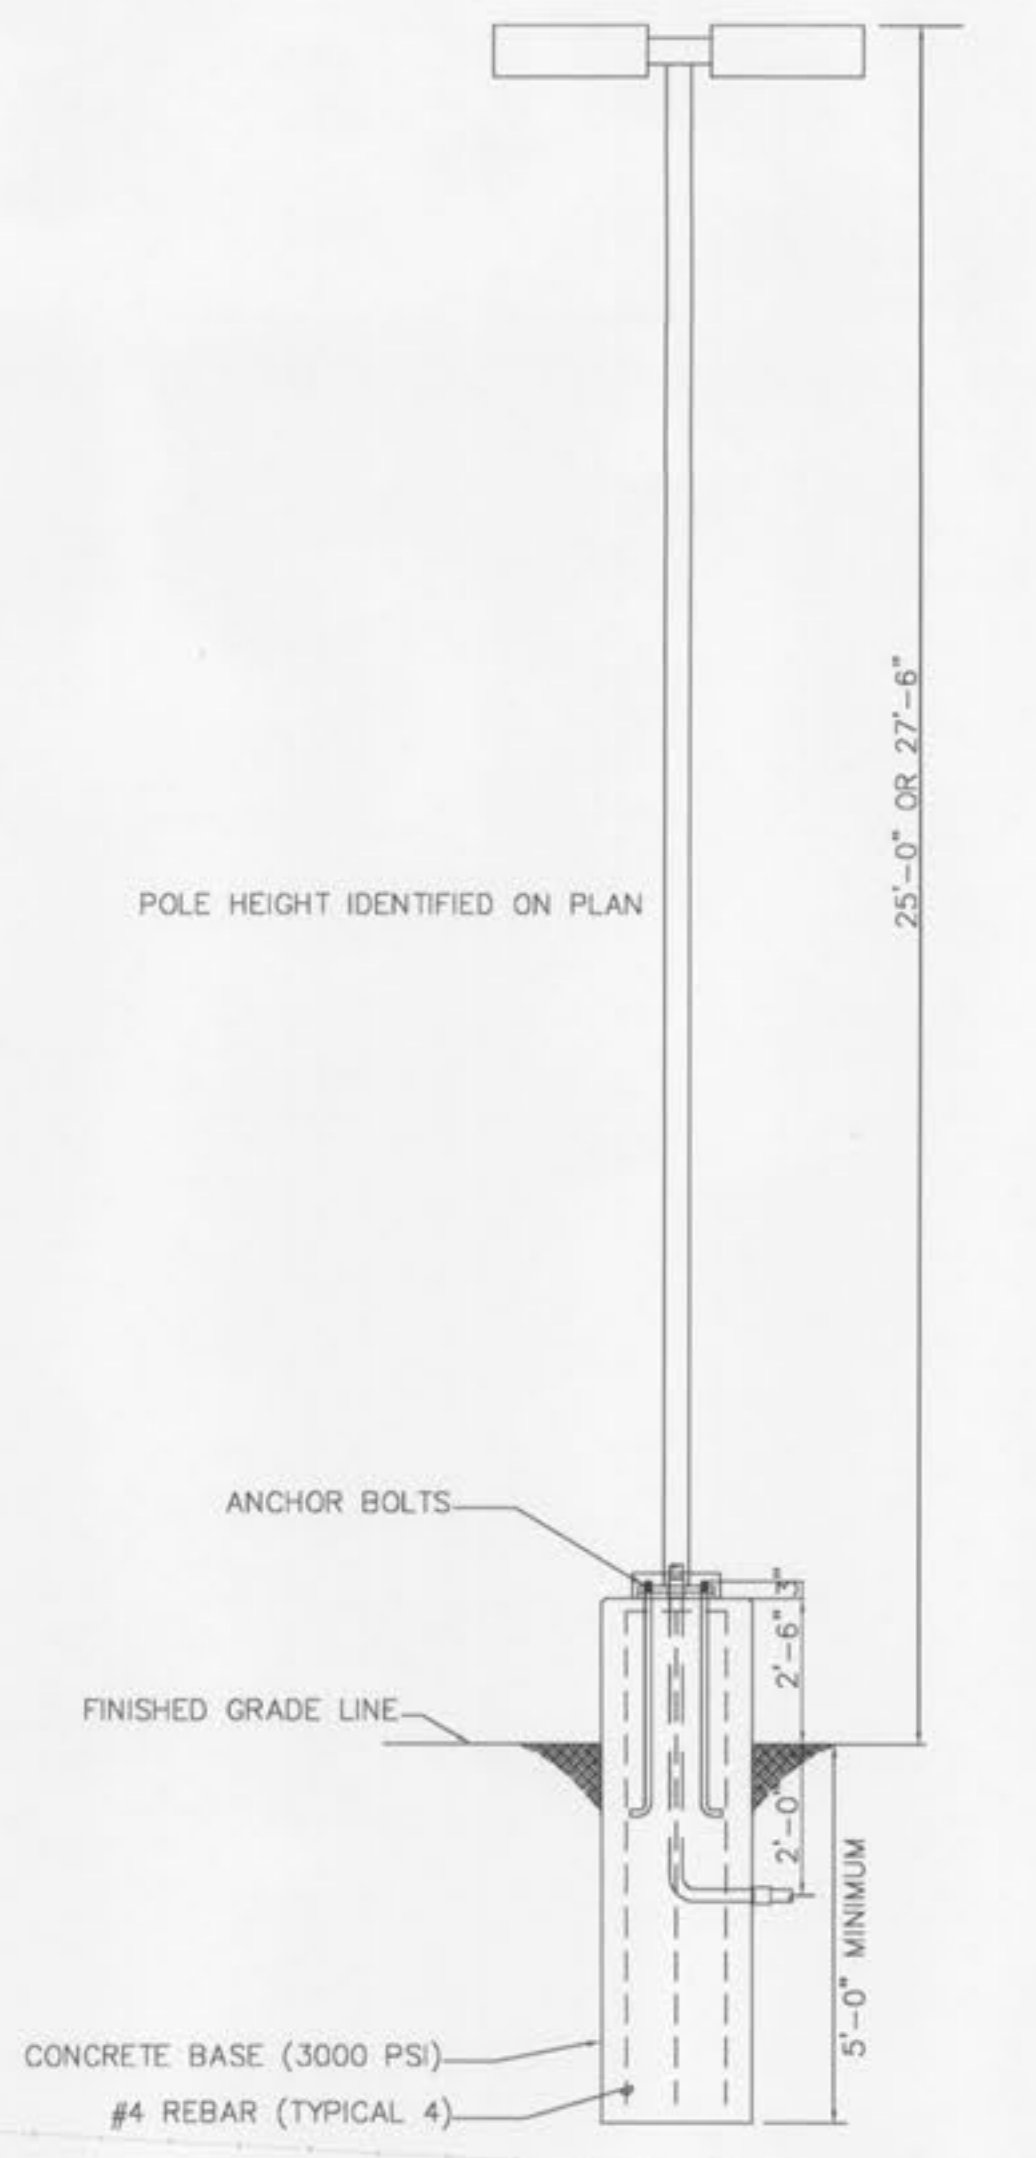 25'-0" OR 27'-6"
POLE HEIGHT IDENTIFIED ON PLAN
ANCHOR BOLTS
3"
2'-6"
FINISHED GRADE LINE
2'-0"
5'-0" MINIMUM
CONCRETE BASE (3000 PSI)
#4 REBAR (TYPICAL 4)